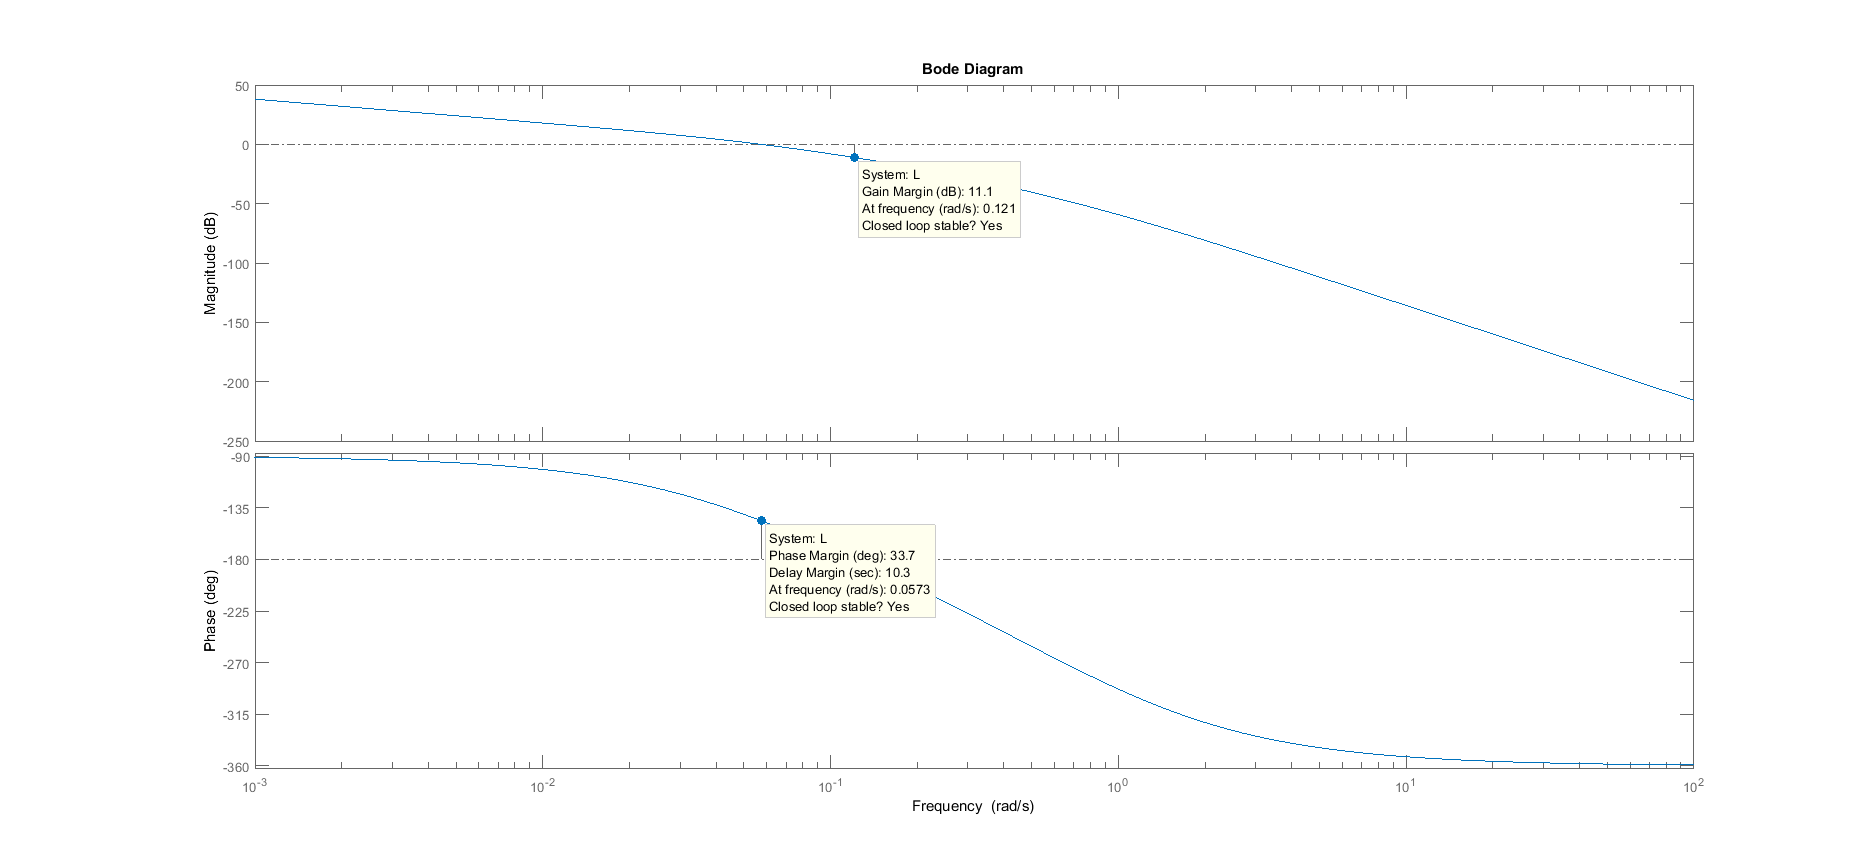 Bode Diagram
50
0
-50
-100
-150
-200
-250
Magnitude (dB)
System: L
Gain Margin (dB): 11.1
At frequency (rad/s): 0.121
Closed loop stable? Yes
-90
-135
-180
-225
-270
-315
-360
Phase (deg)
System: L
Phase Margin (deg): 33.7
Delay Margin (sec): 10.3
At frequency (rad/s): 0.0573
Closed loop stable? Yes
10^-3 10^-2 10^-1 10^0 10^1 10^2
Frequency (rad/s)